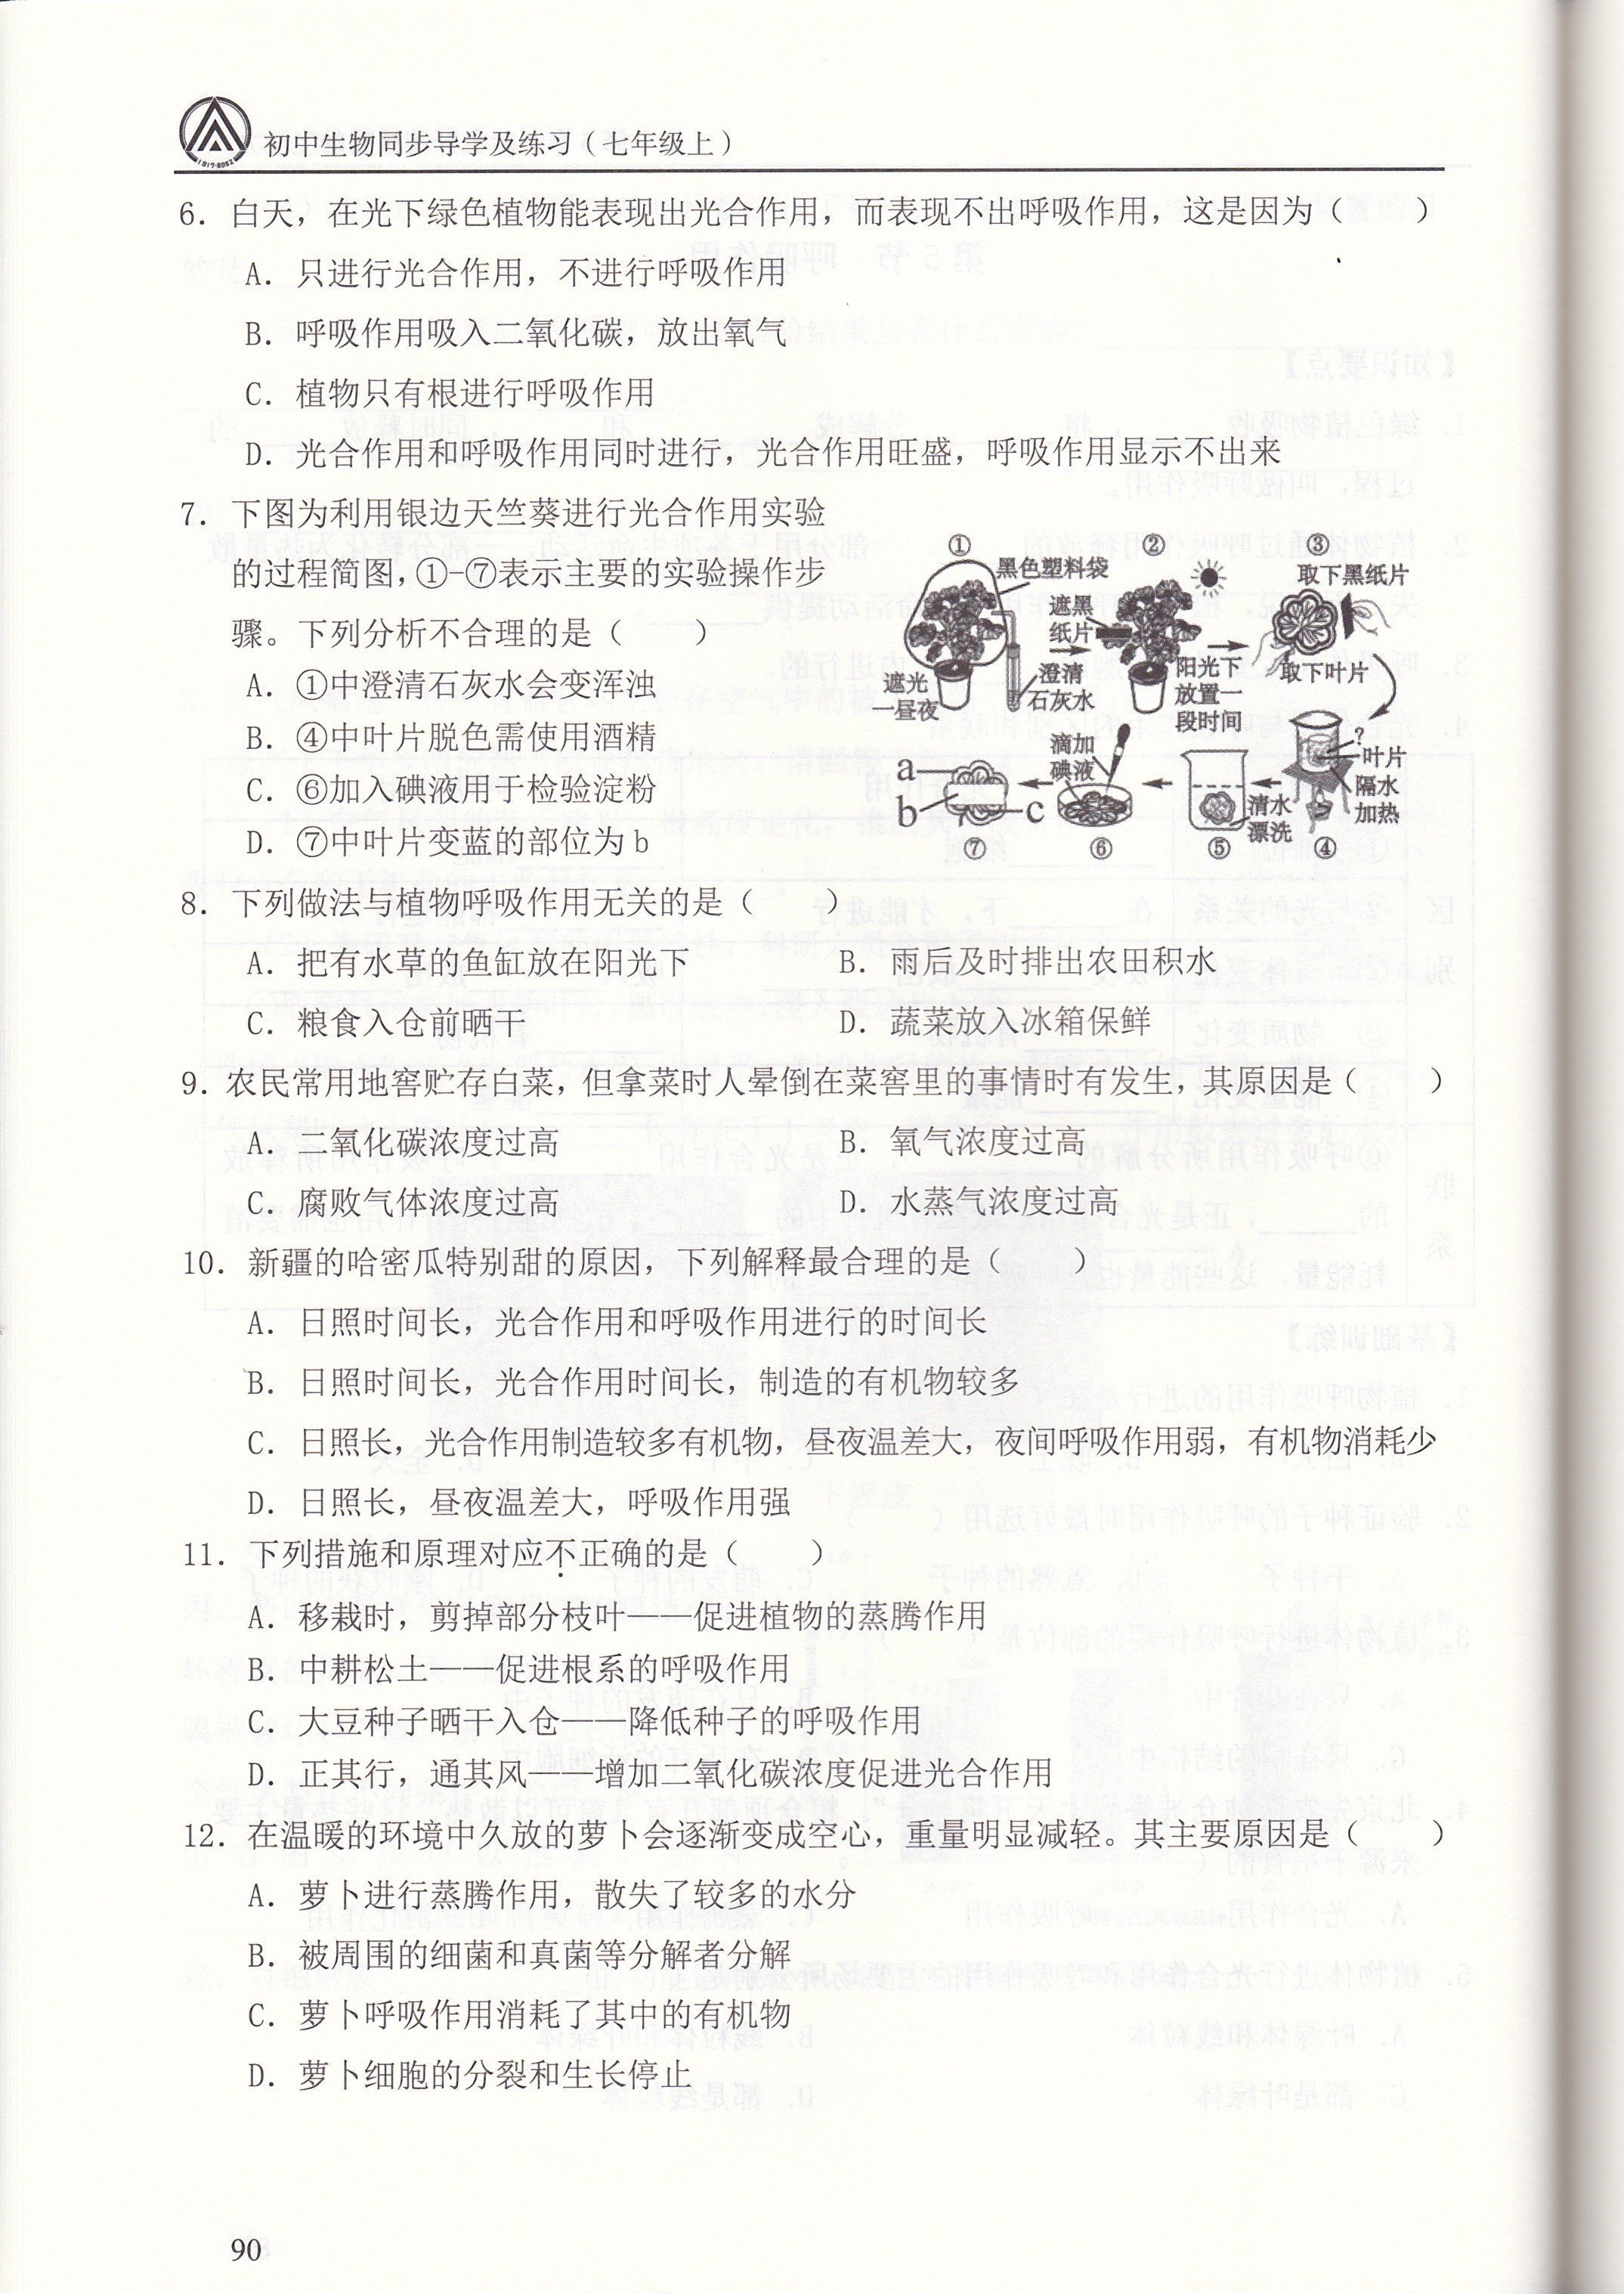 初中生物同步导学及练习（七年级上）
6. 白天，在光下绿色植物能表现出光合作用，而表现不出呼吸作用，这是因为（　　）
A. 只进行光合作用，不进行呼吸作用
B. 呼吸作用吸入二氧化碳，放出氧气
C. 植物只有根进行呼吸作用
D. 光合作用和呼吸作用同时进行，光合作用旺盛，呼吸作用显示不出来
7. 下图为利用银边天竺葵进行光合作用实验
的过程简图，①-⑦表示主要的实验操作步
骤。下列分析不合理的是（　　）
A. ①中澄清石灰水会变浑浊
B. ④中叶片脱色需使用酒精
C. ⑥加入碘液用于检验淀粉
D. ⑦中叶片变蓝的部位为b
①
黑色塑料袋
遮光
一昼夜
澄清
石灰水
②
遮黑
纸片
阳光下
放置一
段时间
③
取下黑纸片
取下叶片
?
叶片
隔水
加热
④
清水
漂洗
⑤
滴加
碘液
⑥
a
b
c
⑦
8. 下列做法与植物呼吸作用无关的是（　　）
A. 把有水草的鱼缸放在阳光下
B. 雨后及时排出农田积水
C. 粮食入仓前晒干
D. 蔬菜放入冰箱保鲜
9. 农民常用地窖贮存白菜，但拿菜时人晕倒在菜窖里的事情时有发生，其原因是（　　）
A. 二氧化碳浓度过高
B. 氧气浓度过高
C. 腐败气体浓度过高
D. 水蒸气浓度过高
10. 新疆的哈密瓜特别甜的原因，下列解释最合理的是（　　）
A. 日照时间长，光合作用和呼吸作用进行的时间长
B. 日照时间长，光合作用时间长，制造的有机物较多
C. 日照长，光合作用制造较多有机物，昼夜温差大，夜间呼吸作用弱，有机物消耗少
D. 日照长，昼夜温差大，呼吸作用强
11. 下列措施和原理对应不正确的是（　　）
A. 移栽时，剪掉部分枝叶——促进植物的蒸腾作用
B. 中耕松土——促进根系的呼吸作用
C. 大豆种子晒干入仓——降低种子的呼吸作用
D. 正其行，通其风——增加二氧化碳浓度促进光合作用
12. 在温暖的环境中久放的萝卜会逐渐变成空心，重量明显减轻。其主要原因是（　　）
A. 萝卜进行蒸腾作用，散失了较多的水分
B. 被周围的细菌和真菌等分解者分解
C. 萝卜呼吸作用消耗了其中的有机物
D. 萝卜细胞的分裂和生长停止
90